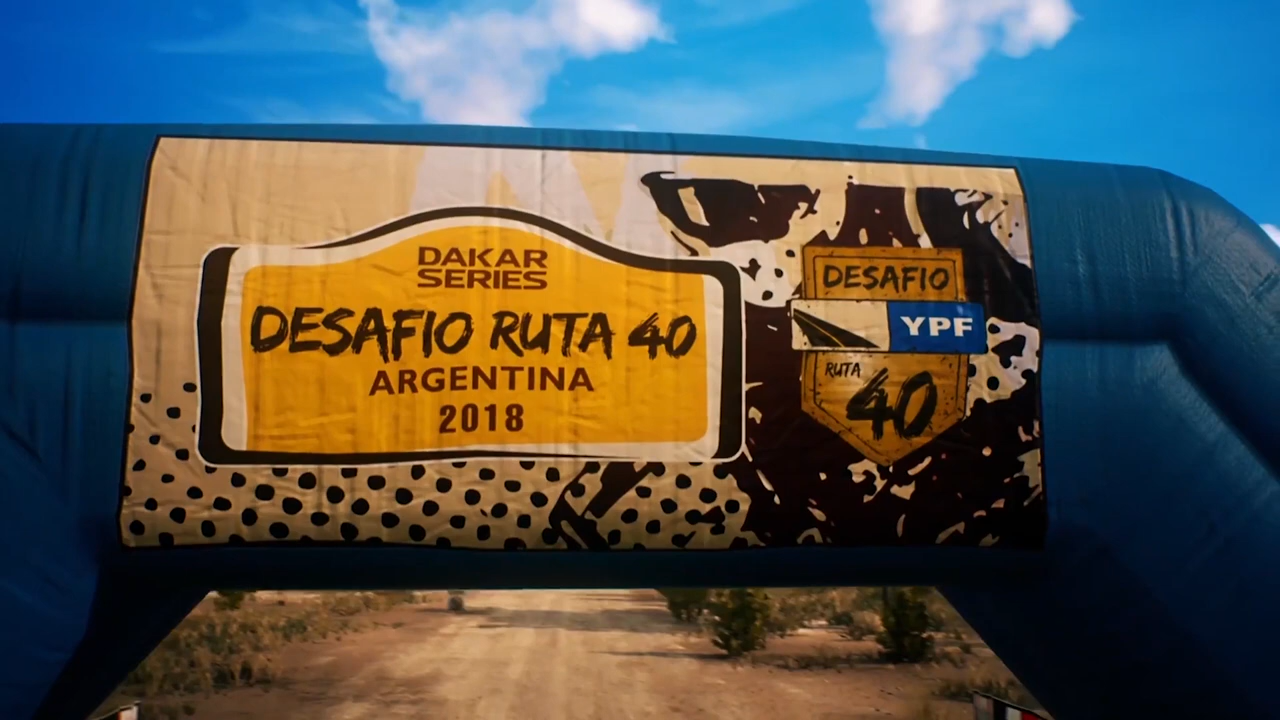 DAKAR
SERIES
DESAFIO RUTA 40
ARGENTINA
2018
DESAFIO
YPF
RUTA
40